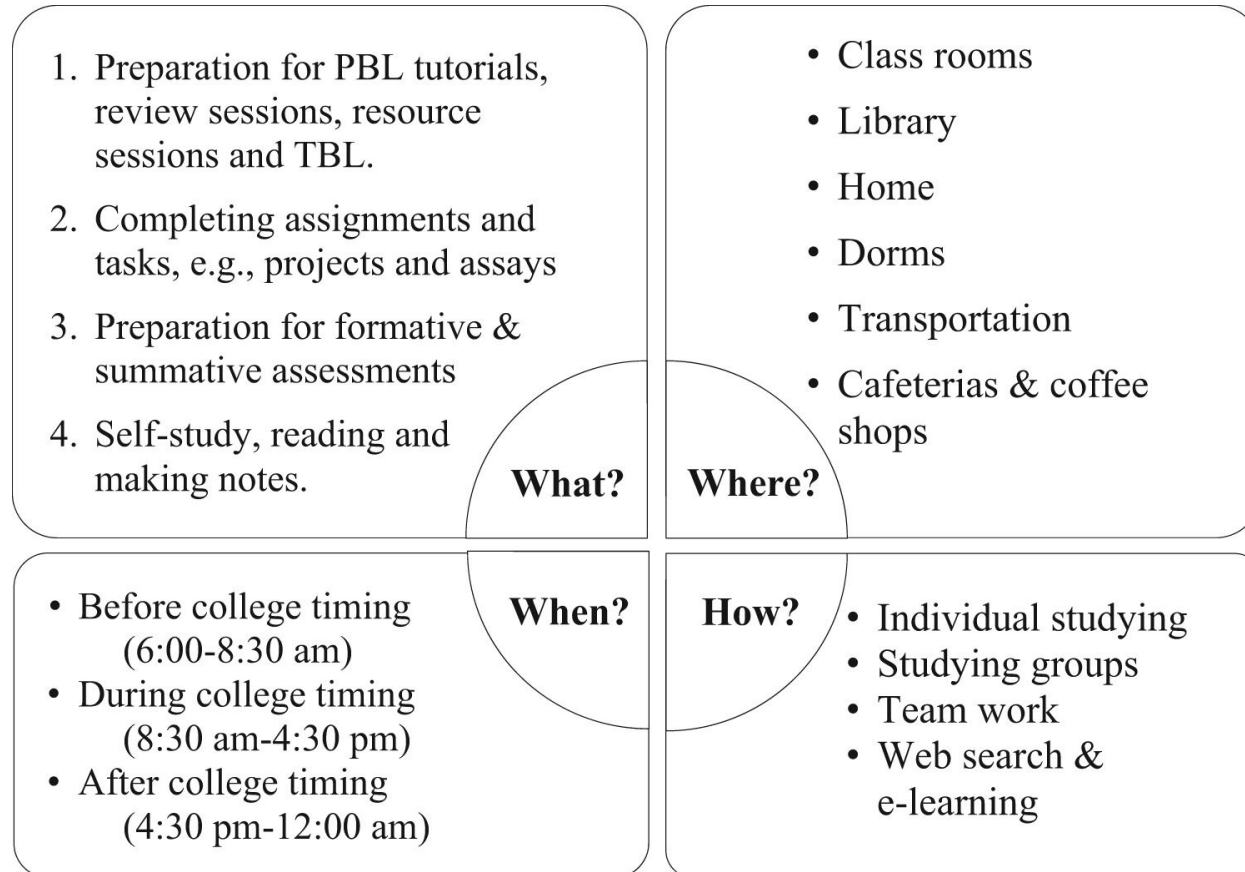 1. Preparation for PBL tutorials,
review sessions, resource
sessions and TBL.
2. Completing assignments and
tasks, e.g., projects and assays
3. Preparation for formative &
summative assessments
4. Self-study, reading and
making notes.
What?
• Class rooms
• Library
• Home
• Dorms
• Transportation
• Cafeterias & coffee
shops
Where?
When?
• Before college timing
(6:00-8:30 am)
• During college timing
(8:30 am-4:30 pm)
• After college timing
(4:30 pm-12:00 am)
How?
• Individual studying
• Studying groups
• Team work
• Web search &
e-learning